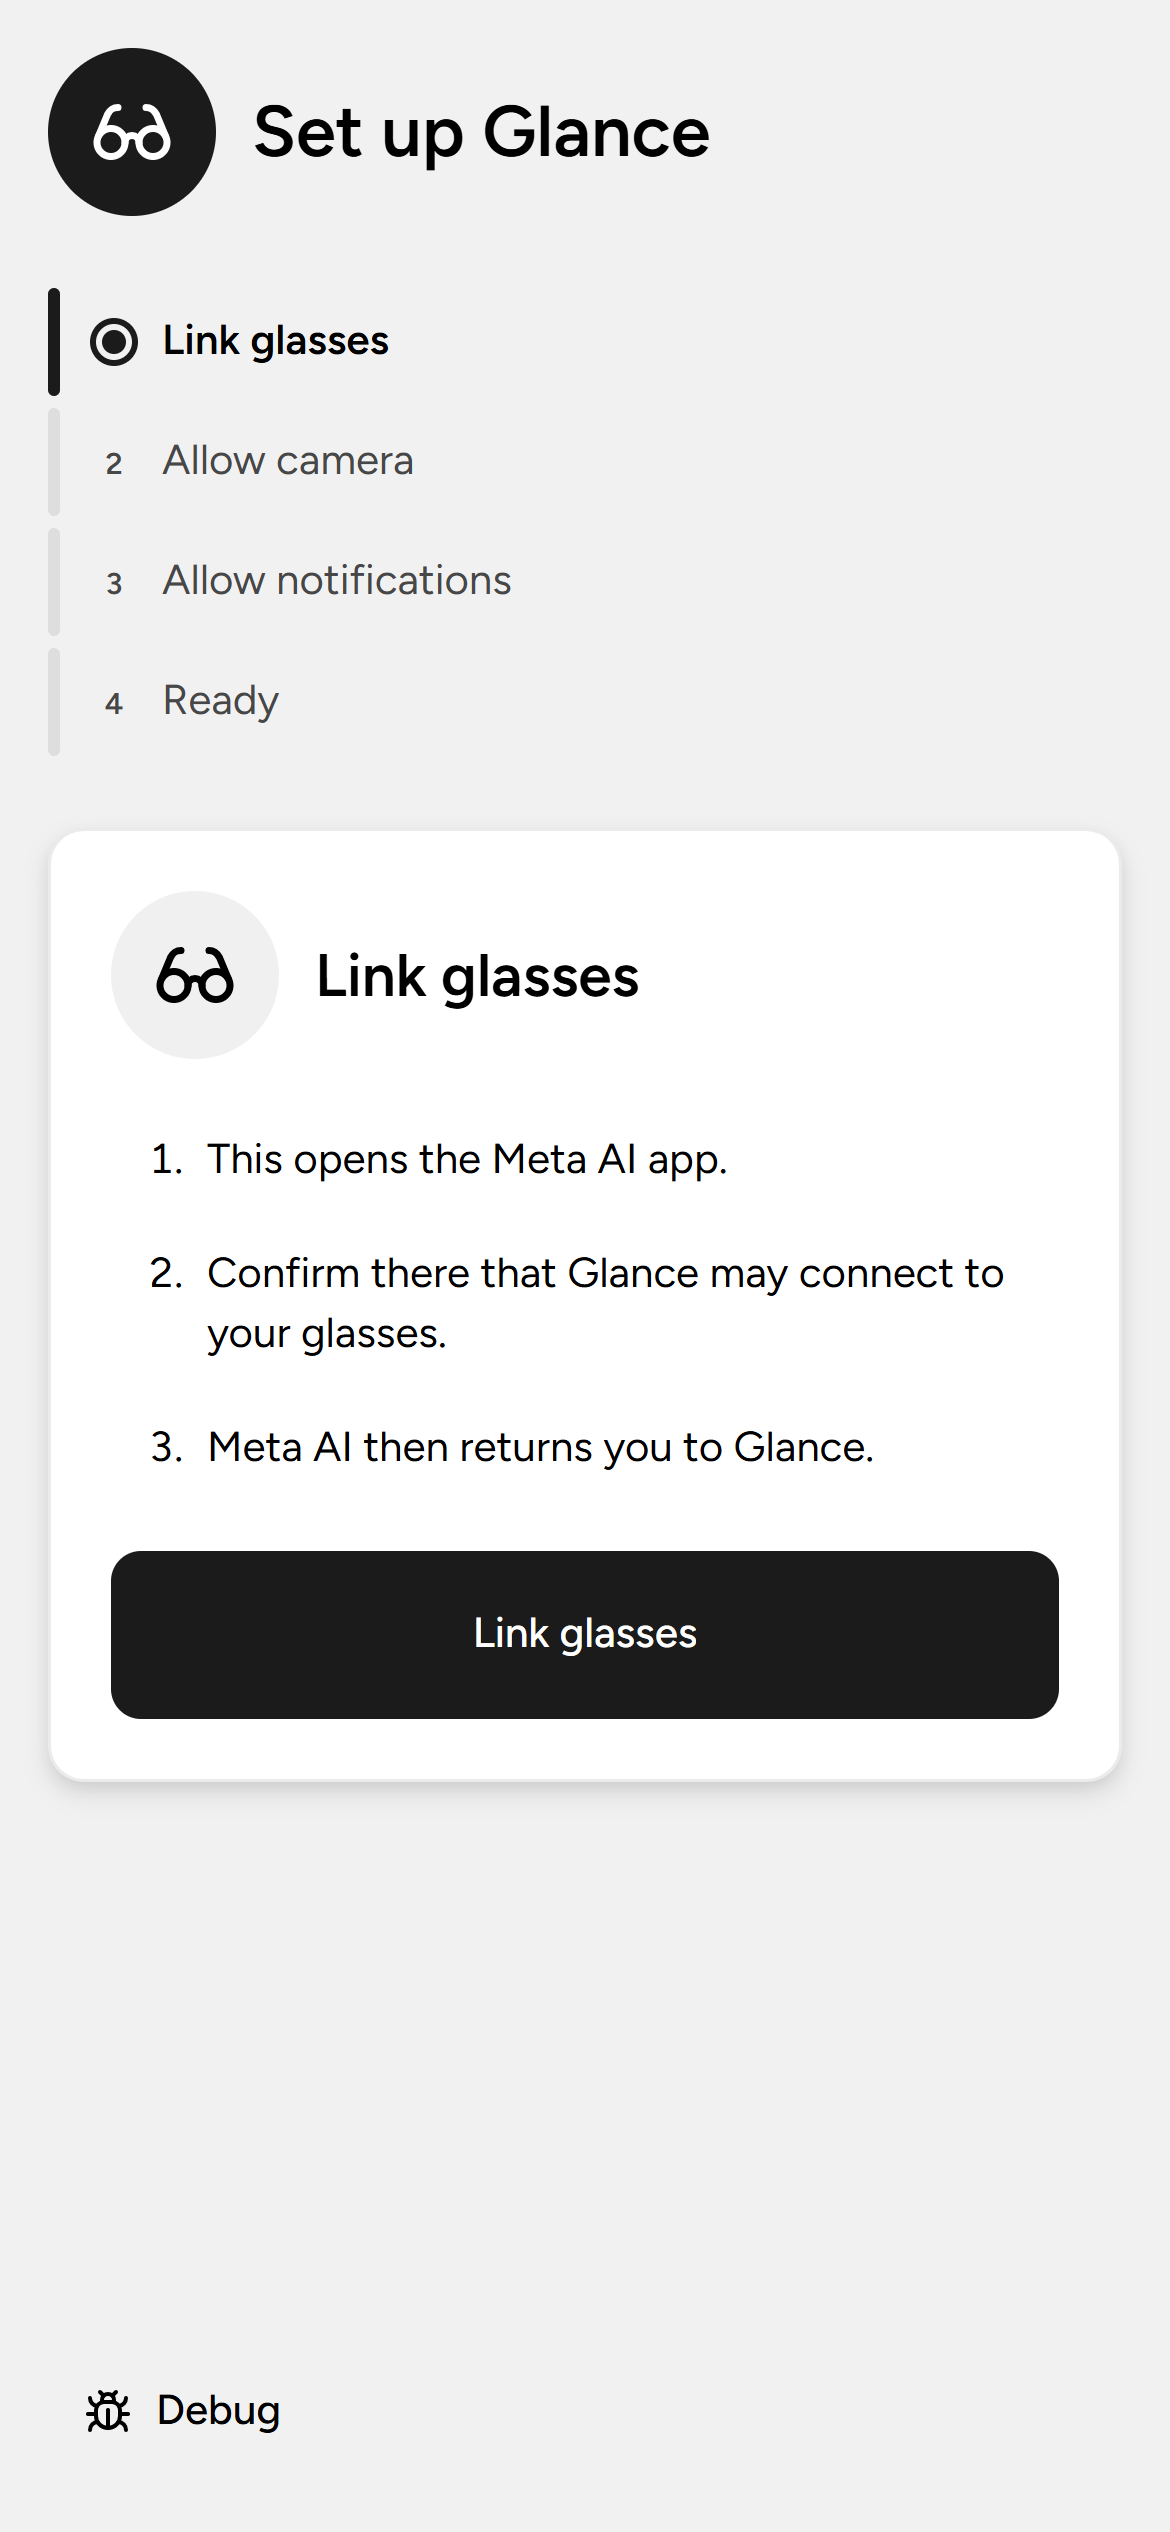 Set up Glance
Link glasses
2 Allow camera
3 Allow notifications
4 Ready
Link glasses
1. This opens the Meta AI app.
2. Confirm there that Glance may connect to
your glasses.
3. Meta AI then returns you to Glance.
Link glasses
Debug